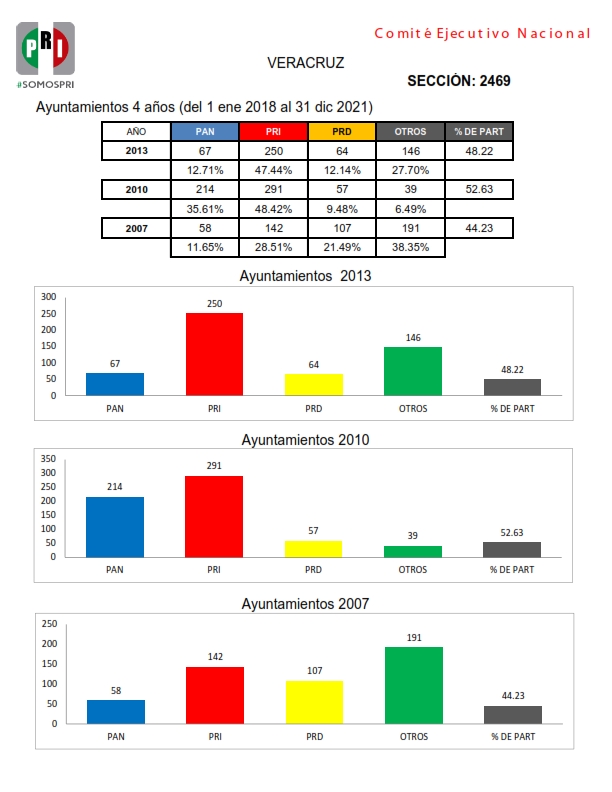 Comité Ejecutivo Nacional
PRI
#SOMOSPRI
VERACRUZ
SECCIÓN: 2469
Ayuntamientos 4 años (del 1 ene 2018 al 31 dic 2021)
AÑO PAN PRI PRD OTROS % DE PART
2013 67 250 64 146 48.22
12.71% 47.44% 12.14% 27.70%
2010 214 291 57 39 52.63
35.61% 48.42% 9.48% 6.49%
2007 58 142 107 191 44.23
11.65% 28.51% 21.49% 38.35%
Ayuntamientos 2013
300
250
200
150
100
50
0
67 250 64 146 48.22
PAN PRI PRD OTROS % DE PART
Ayuntamientos 2010
350
300
250
200
150
100
50
0
214 291 57 39 52.63
PAN PRI PRD OTROS % DE PART
Ayuntamientos 2007
250
200
150
100
50
0
58 142 107 191 44.23
PAN PRI PRD OTROS % DE PART